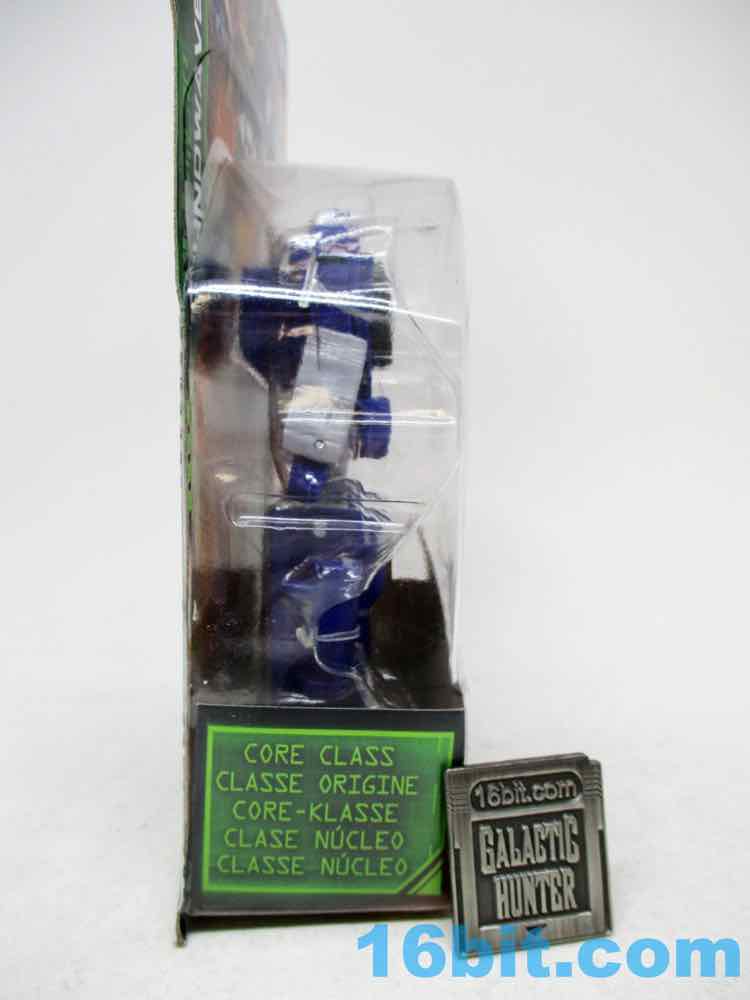 CORE CLASS
CLASSE ORIGINE
CORE-KLASSE
CLASE NÚCLEO
CLASSE NÚCLEO
16bit.com
GALACTIC
HUNTER
16bit.com